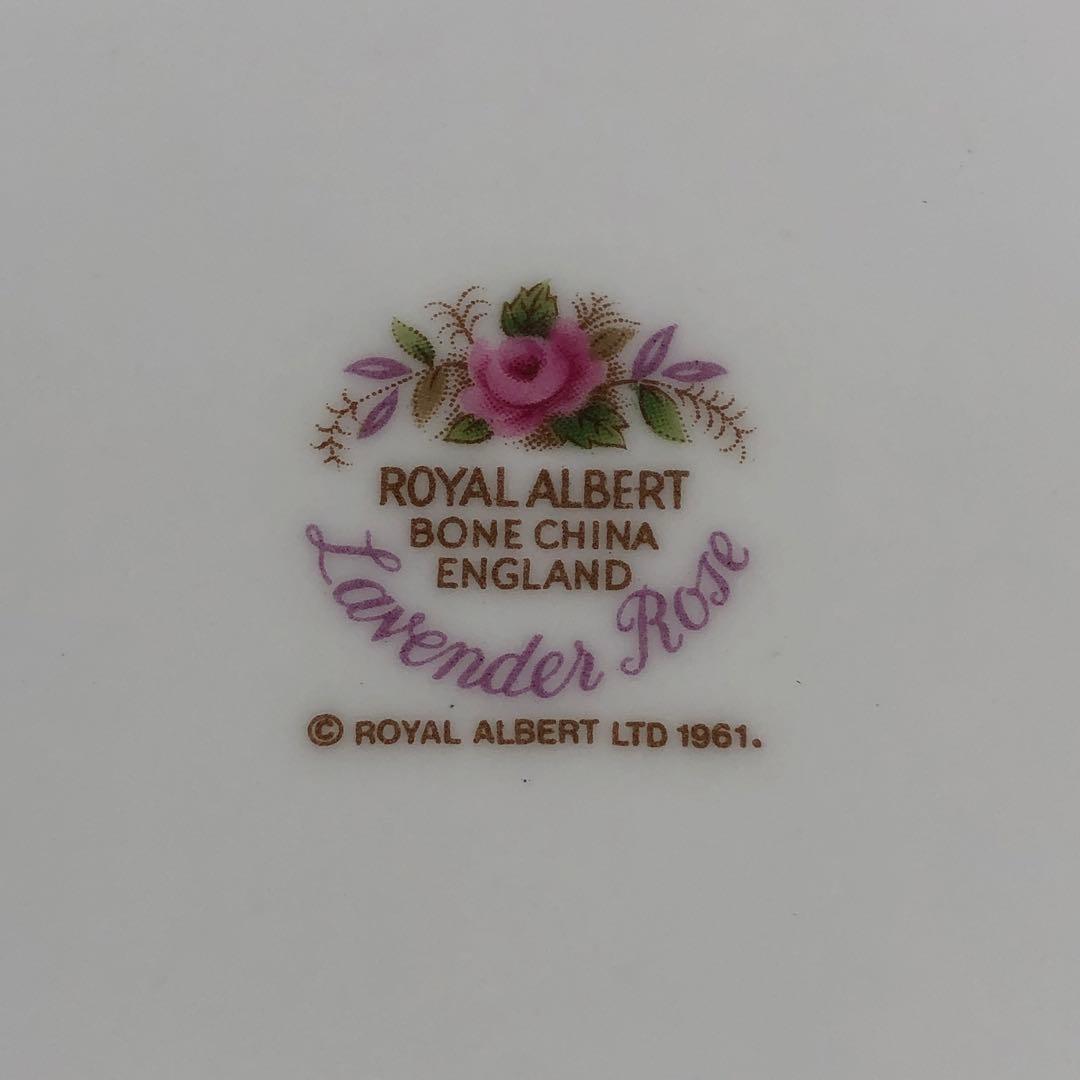 ROYAL ALBERT
BONE CHINA
ENGLAND
Lavender Rose
© ROYAL ALBERT LTD 1961.